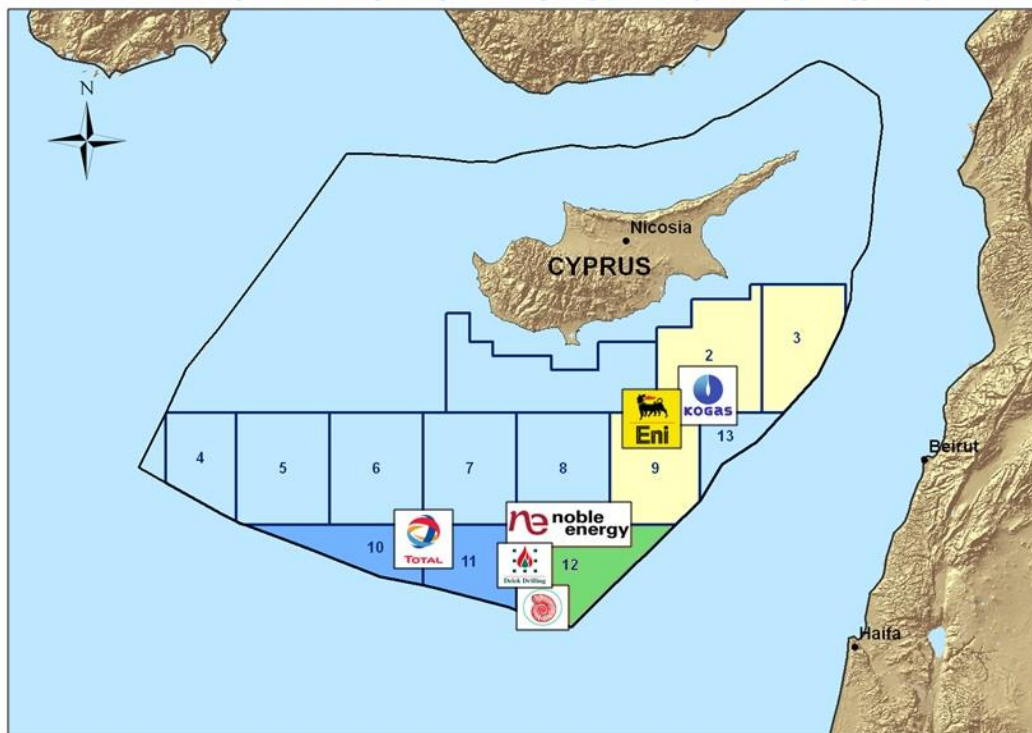 N
Nicosia
CYPRUS
3
2
KOGAS
Eni
13
4
5
6
7
8
9
Beirut
noble
energy
TOTAL
10
11
12
Delek Drilling
Haifa